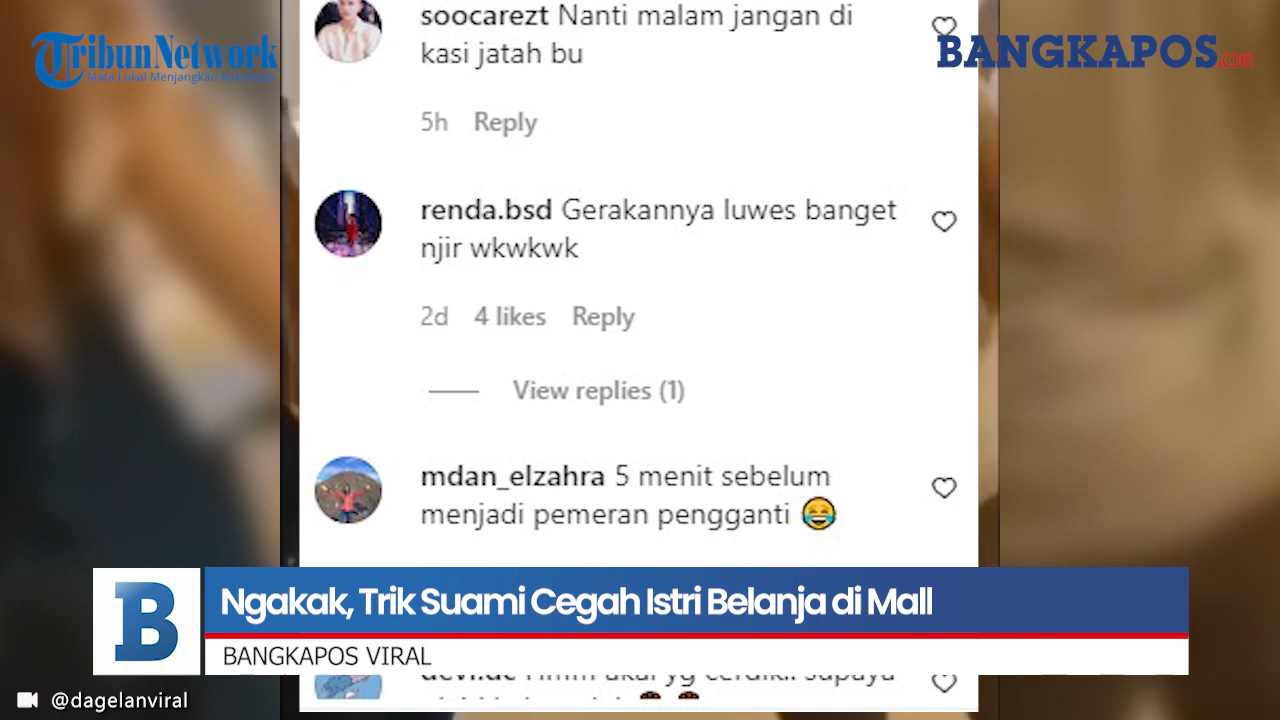 soocarezt Nanti malam jangan di
kasi jatah bu
TribunNetwork
Mata Lokal Menjangkau Indonesia
BANGKAPOS.com
5h Reply
renda.bsd Gerakannya luwes banget
njir wkwkwk
2d 4 likes Reply
View replies (1)
mdan_elzahra 5 menit sebelum
menjadi pemeran pengganti 😂
B
Ngakak, Trik Suami Cegah Istri Belanja di Mall
BANGKAPOS VIRAL
@dagelanviral